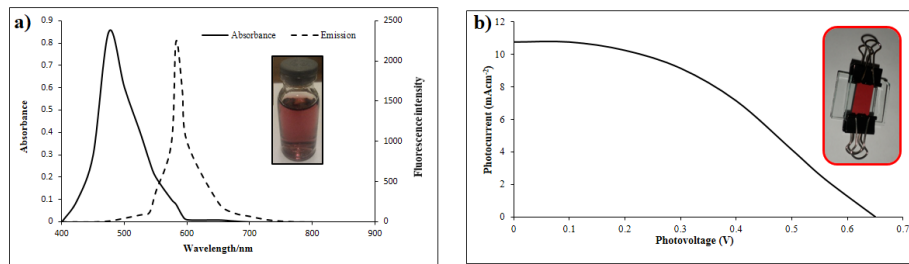 a)
Absorbance
Emission
0.9
0.8
0.7
0.6
0.5
0.4
0.3
0.2
0.1
0
Absorbance
2500
2000
1500
1000
500
0
Fluorescence intensity
400 500 600 700 800 900
Wavelength/nm
b)
12
10
8
6
4
2
0
Photocurrent (mAcm-2)
0 0.1 0.2 0.3 0.4 0.5 0.6 0.7
Photovoltage (V)